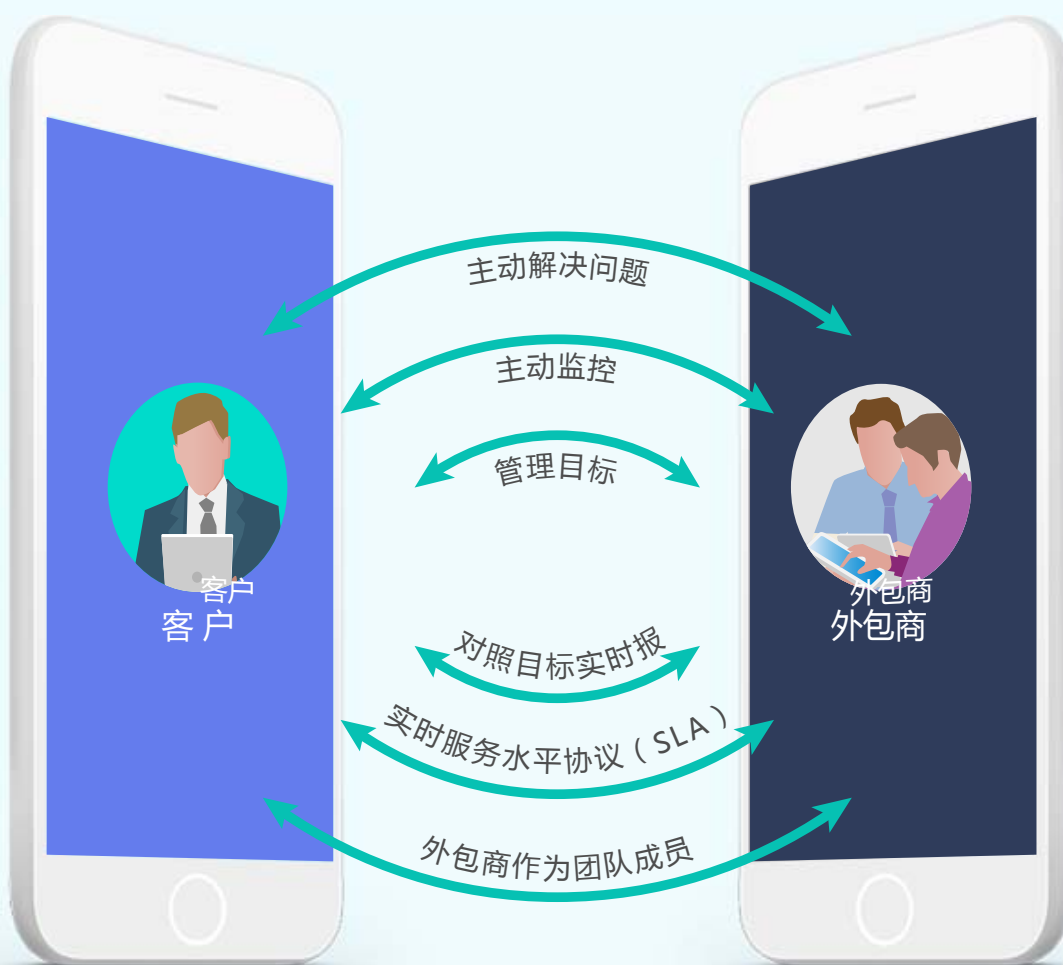 主动解决问题
主动监控
管理目标
客户
客户
外包商
外包商
对照目标实时报
实时服务水平协议（SLA）
外包商作为团队成员